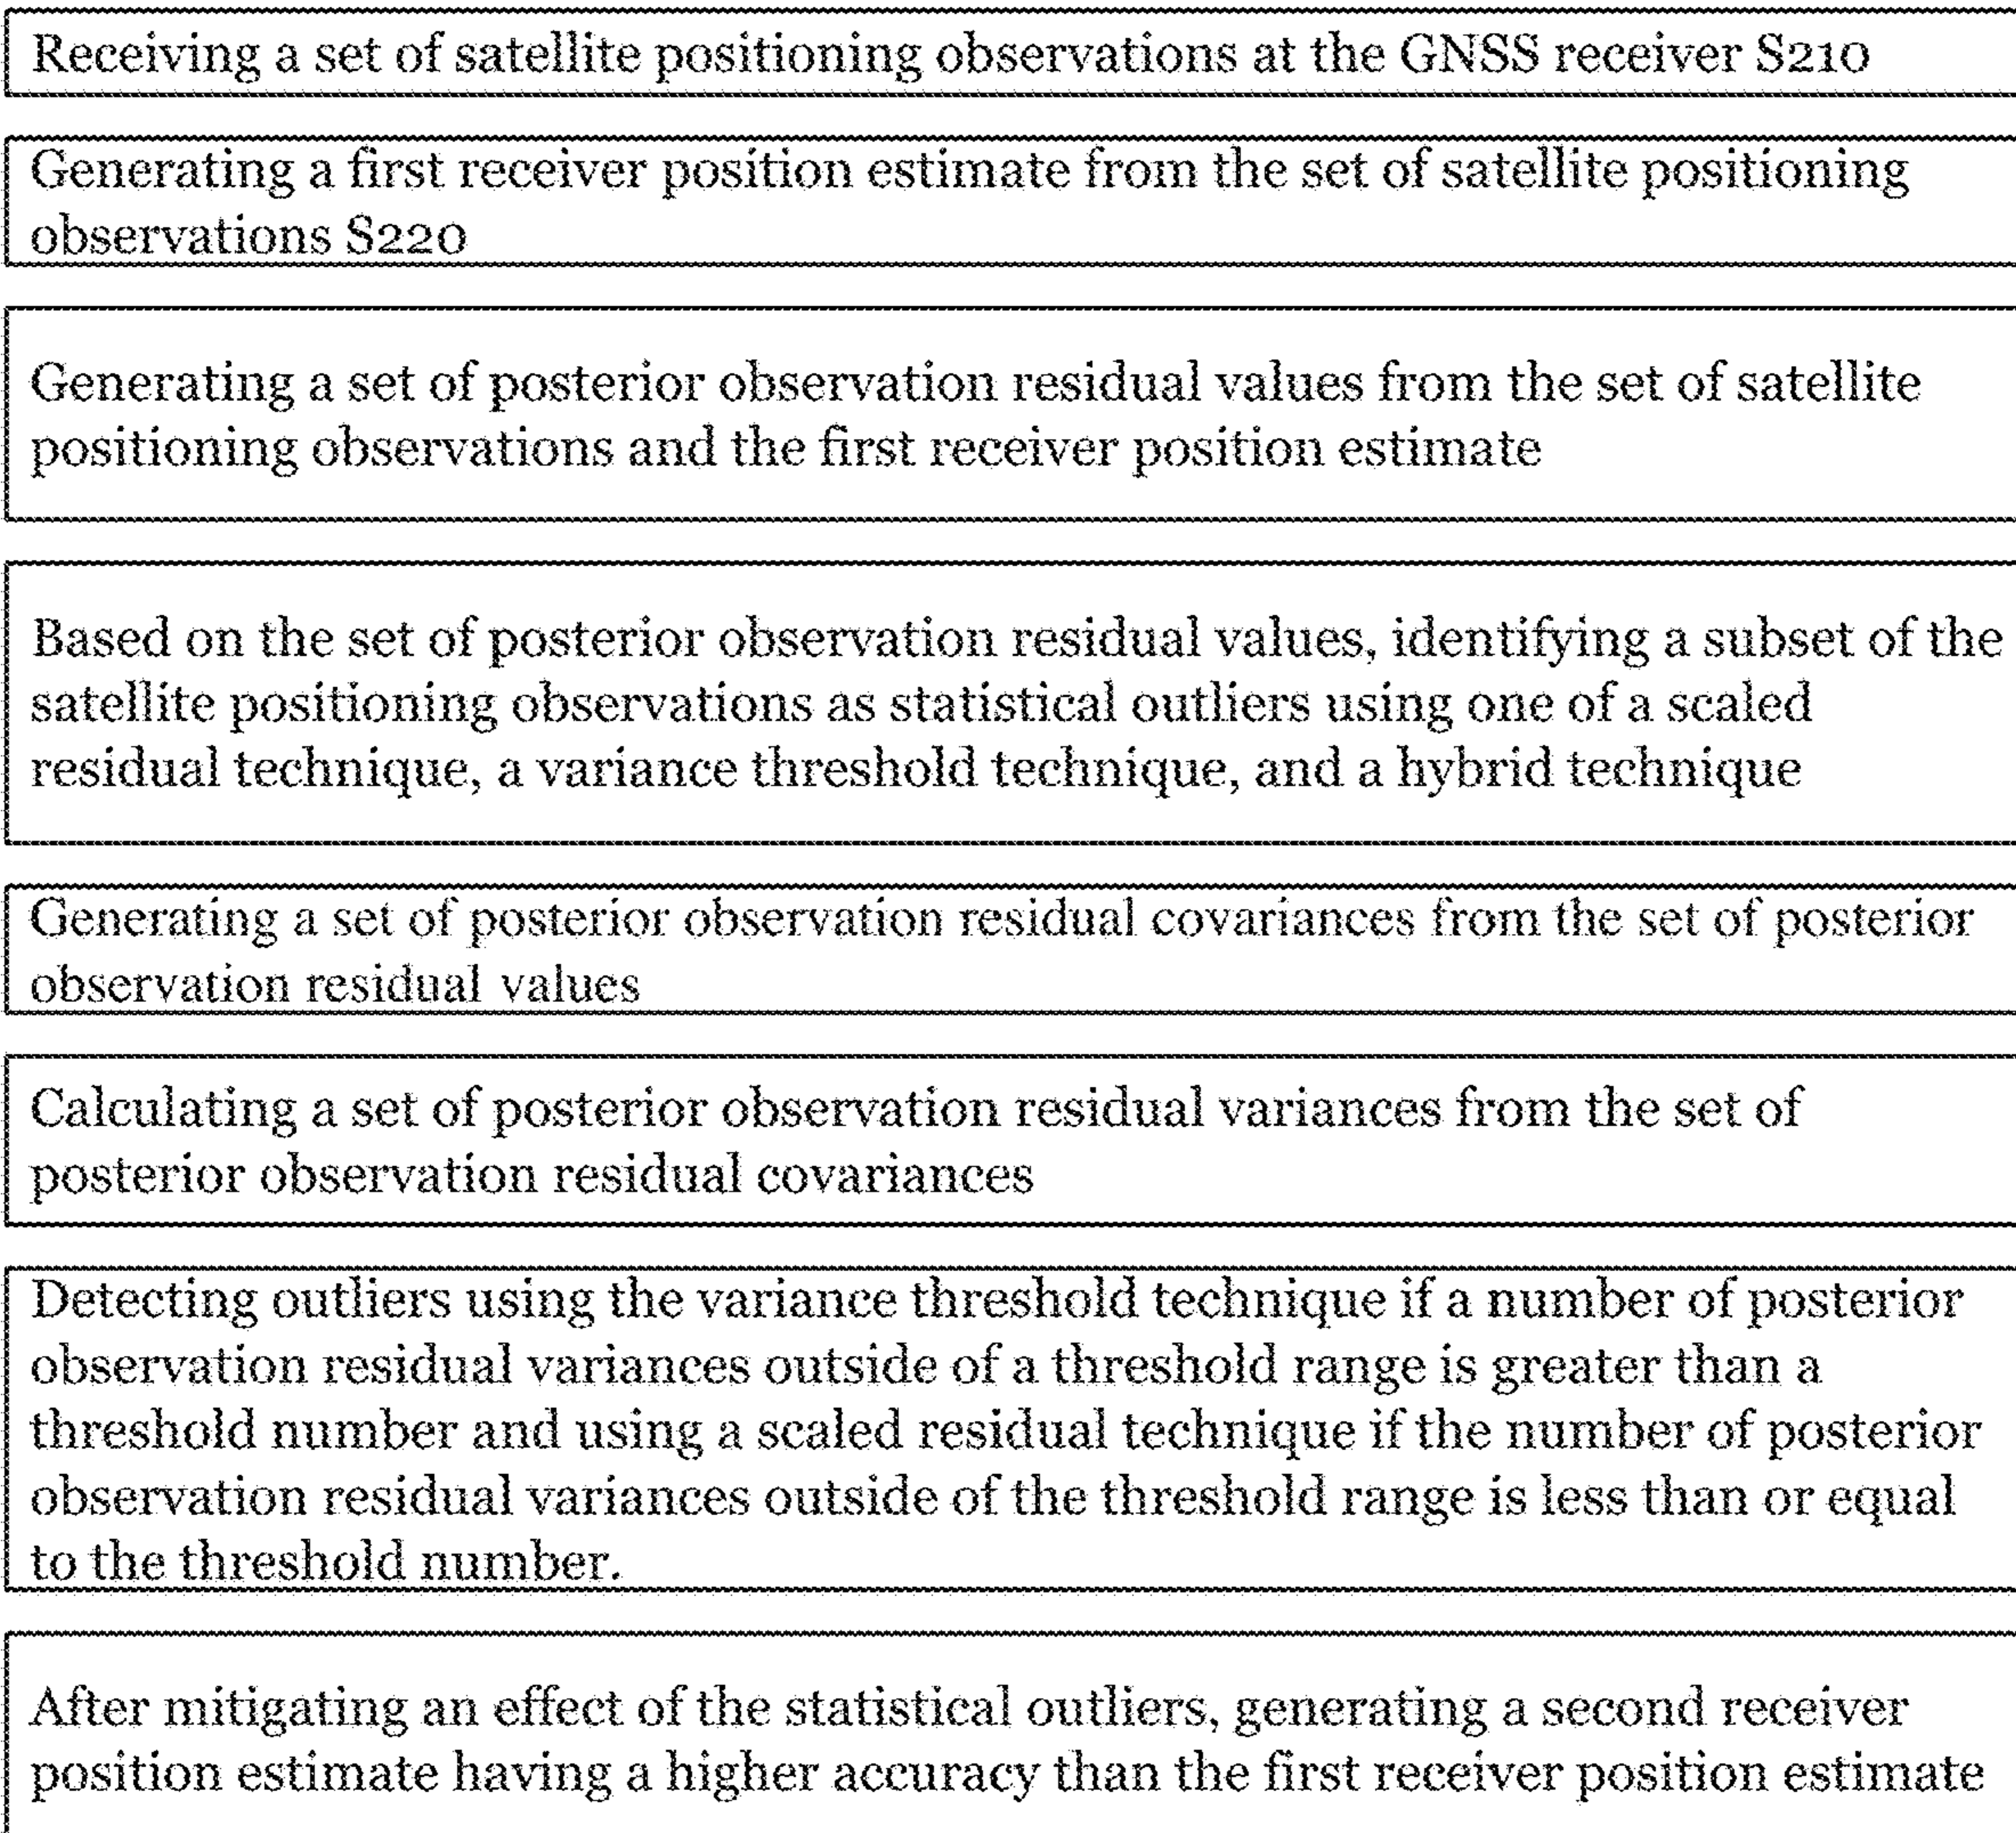 Receiving a set of satellite positioning observations at the GNSS receiver S210
Generating a first receiver position estimate from the set of satellite positioning
observations S220
Generating a set of posterior observation residual values from the set of satellite
positioning observations and the first receiver position estimate
Based on the set of posterior observation residual values, identifying a subset of the
satellite positioning observations as statistical outliers using one of a scaled
residual technique, a variance threshold technique, and a hybrid technique
Generating a set of posterior observation residual covariances from the set of posterior
observation residual values
Calculating a set of posterior observation residual variances from the set of
posterior observation residual covariances
Detecting outliers using the variance threshold technique if a number of posterior
observation residual variances outside of a threshold range is greater than a
threshold number and using a scaled residual technique if the number of posterior
observation residual variances outside of the threshold range is less than or equal
to the threshold number.
After mitigating an effect of the statistical outliers, generating a second receiver
position estimate having a higher accuracy than the first receiver position estimate